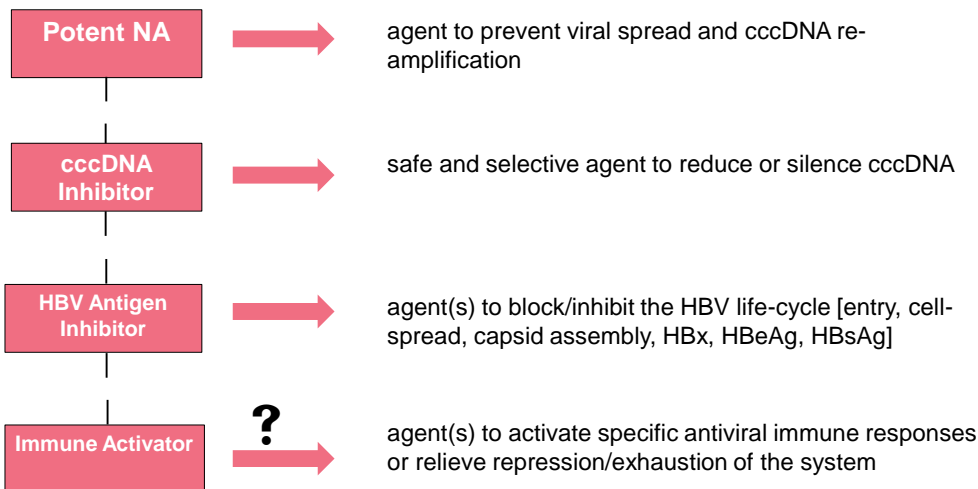 Potent NA
agent to prevent viral spread and cccDNA re-
amplification
cccDNA
Inhibitor
safe and selective agent to reduce or silence cccDNA
HBV Antigen
Inhibitor
agent(s) to block/inhibit the HBV life-cycle [entry, cell-
spread, capsid assembly, HBx, HBeAg, HBsAg]
Immune Activator
?
agent(s) to activate specific antiviral immune responses
or relieve repression/exhaustion of the system